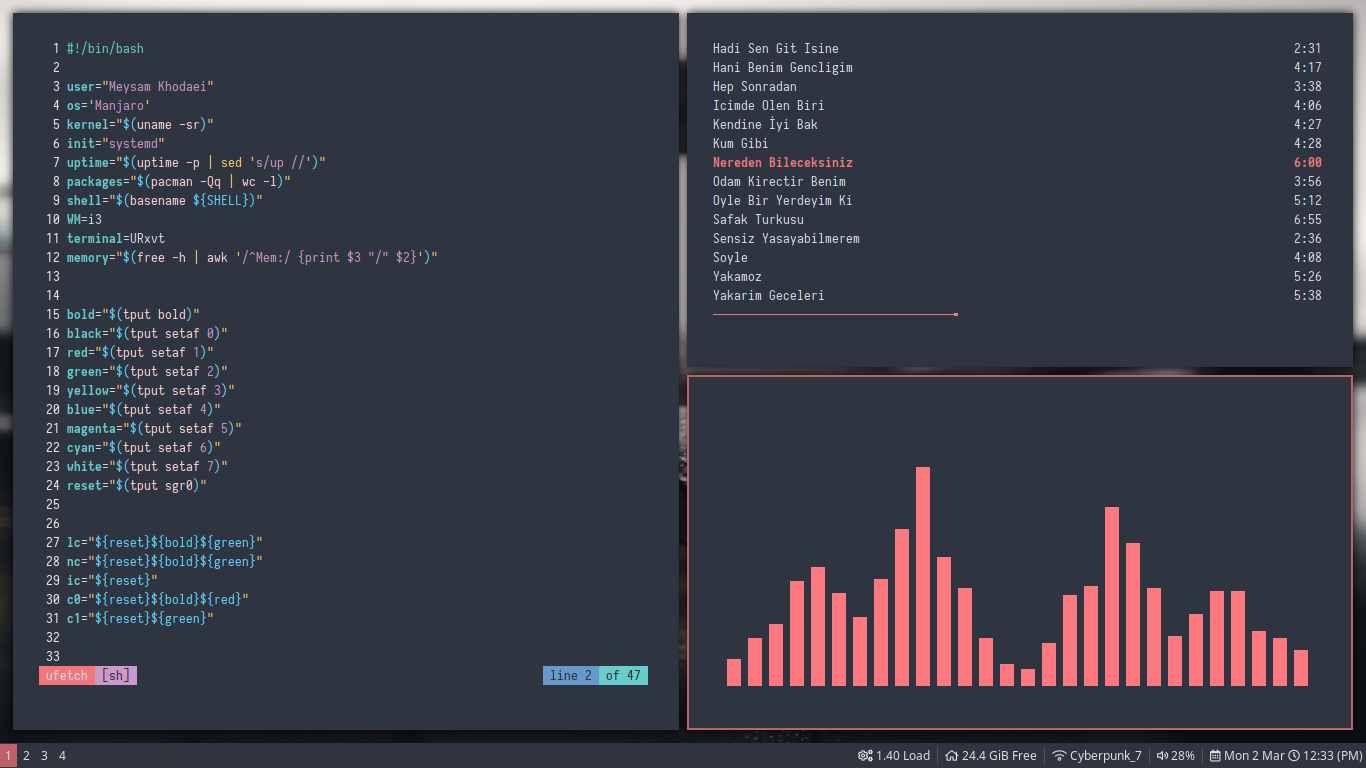 1 #!/bin/bash
2
3 user="Meysam Khodaei"
4 os='Manjaro'
5 kernel="$(uname -sr)"
6 init="systemd"
7 uptime="$(uptime -p | sed 's/up //')"
8 packages="$(pacman -Qq | wc -l)"
9 shell="$(basename ${SHELL})"
10 WM=i3
11 terminal=URxvt
12 memory="$(free -h | awk '/^Mem:/ {print $3 "/" $2}')"
13
14
15 bold="$(tput bold)"
16 black="$(tput setaf 0)"
17 red="$(tput setaf 1)"
18 green="$(tput setaf 2)"
19 yellow="$(tput setaf 3)"
20 blue="$(tput setaf 4)"
21 magenta="$(tput setaf 5)"
22 cyan="$(tput setaf 6)"
23 white="$(tput setaf 7)"
24 reset="$(tput sgr0)"
25
26
27 lc="${reset}${bold}${green}"
28 nc="${reset}${bold}${green}"
29 ic="${reset}"
30 c0="${reset}${bold}${red}"
31 c1="${reset}${green}"
32
33
ufetch [sh] line 2 of 47
Hadi Sen Git Isine 2:31
Hani Benim Gencligim 4:17
Hep Sonradan 3:38
Icimde Olen Biri 4:06
Kendine İyi Bak 4:27
Kum Gibi 4:28
Nereden Bileceksiniz 6:00
Odam Kirectir Benim 3:56
Oyle Bir Yerdeyim Ki 5:12
Safak Turkusu 6:55
Sensiz Yasayabilmerem 2:36
Soyle 4:08
Yakamoz 5:26
Yakarim Geceleri 5:38
1 2 3 4 1.40 Load 24.4 GiB Free Cyberpunk_7 28% Mon 2 Mar 12:33 (PM)